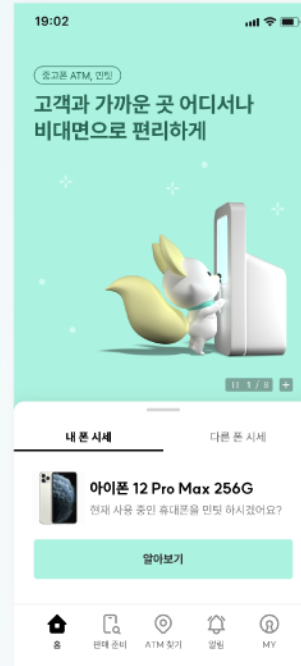 19:02
중고폰 ATM, 민팃
고객과 가까운 곳 어디서나
비대면으로 편리하게
1 / 8
내 폰 시세
다른 폰 시세
아이폰 12 Pro Max 256G
현재 사용 중인 휴대폰을 민팃 하시겠어요?
알아보기
홈
판매 준비
ATM 찾기
알림
MY